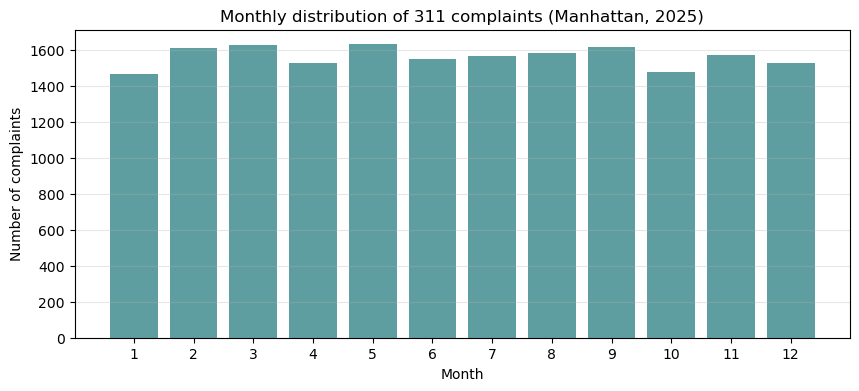 Monthly distribution of 311 complaints (Manhattan, 2025)
Number of complaints
1600
1400
1200
1000
800
600
400
200
0
1 2 3 4 5 6 7 8 9 10 11 12
Month